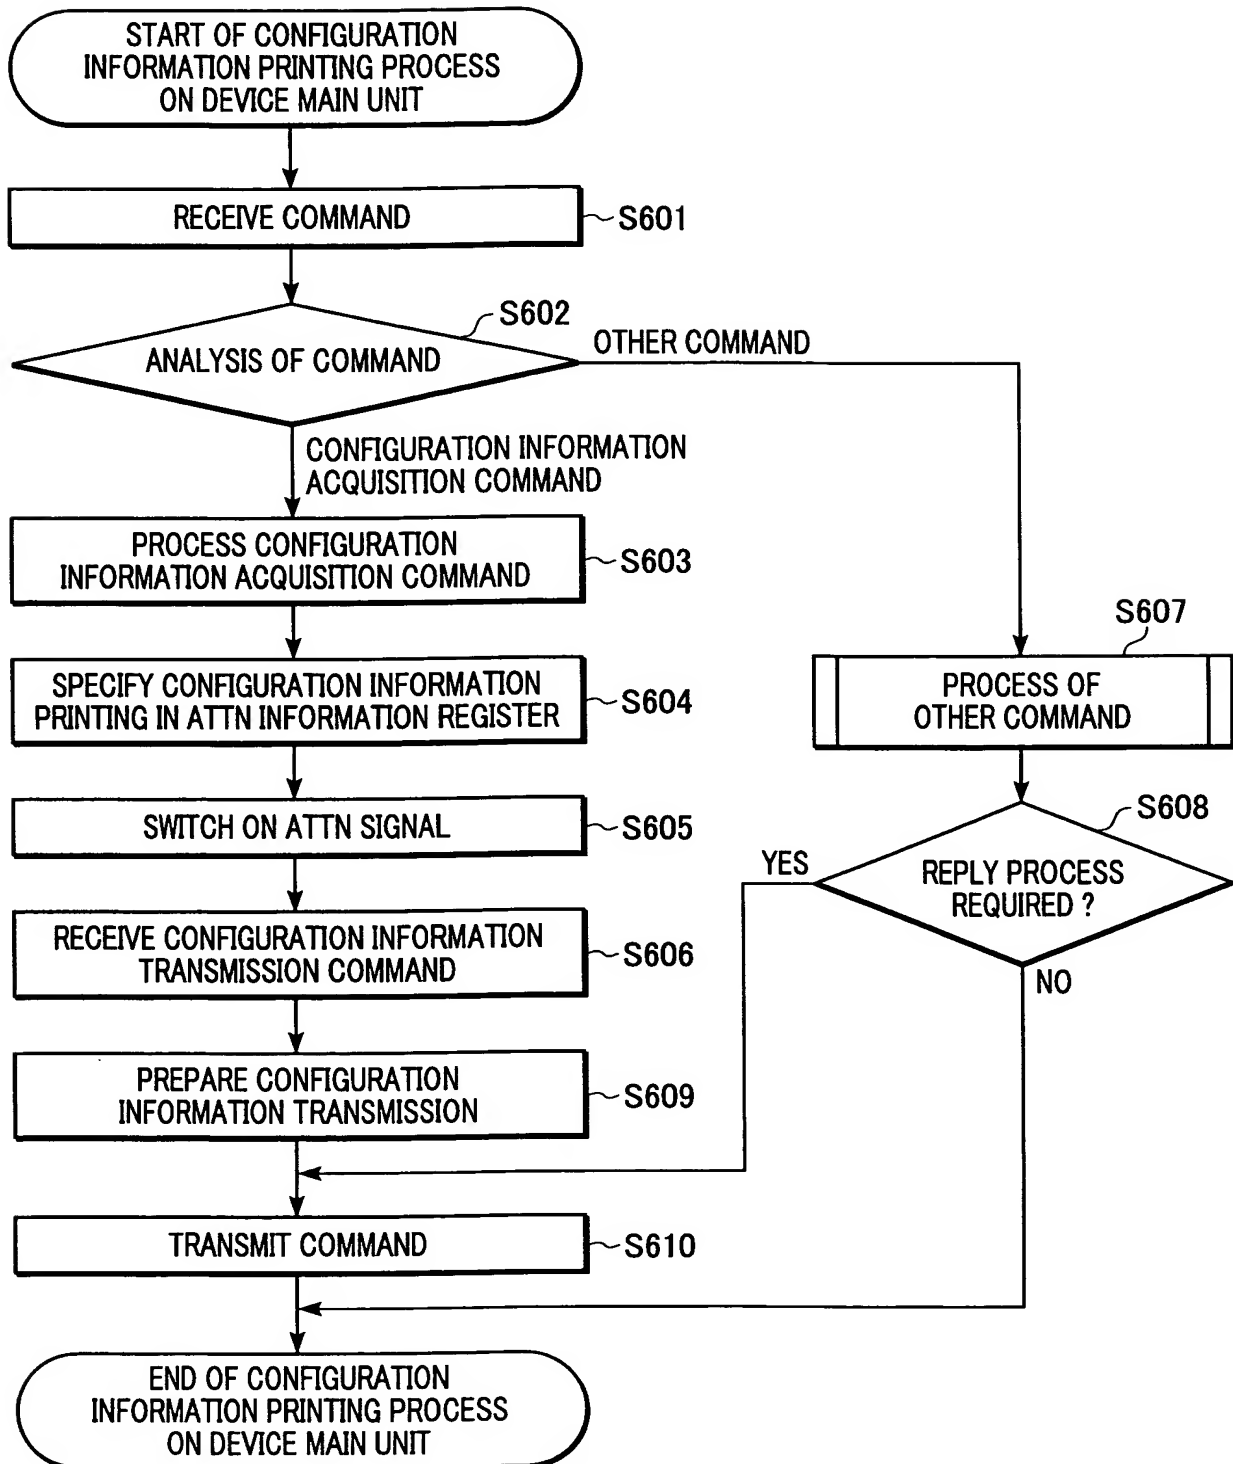 START OF CONFIGURATION
INFORMATION PRINTING PROCESS
ON DEVICE MAIN UNIT
RECEIVE COMMAND
S601
S602
ANALYSIS OF COMMAND
OTHER COMMAND
CONFIGURATION INFORMATION
ACQUISITION COMMAND
PROCESS CONFIGURATION
INFORMATION ACQUISITION COMMAND
S603
SPECIFY CONFIGURATION INFORMATION
PRINTING IN ATTN INFORMATION REGISTER
S604
S607
PROCESS OF
OTHER COMMAND
SWITCH ON ATTN SIGNAL
S605
S608
YES
REPLY PROCESS
REQUIRED ?
NO
RECEIVE CONFIGURATION INFORMATION
TRANSMISSION COMMAND
S606
PREPARE CONFIGURATION
INFORMATION TRANSMISSION
S609
TRANSMIT COMMAND
S610
END OF CONFIGURATION
INFORMATION PRINTING PROCESS
ON DEVICE MAIN UNIT